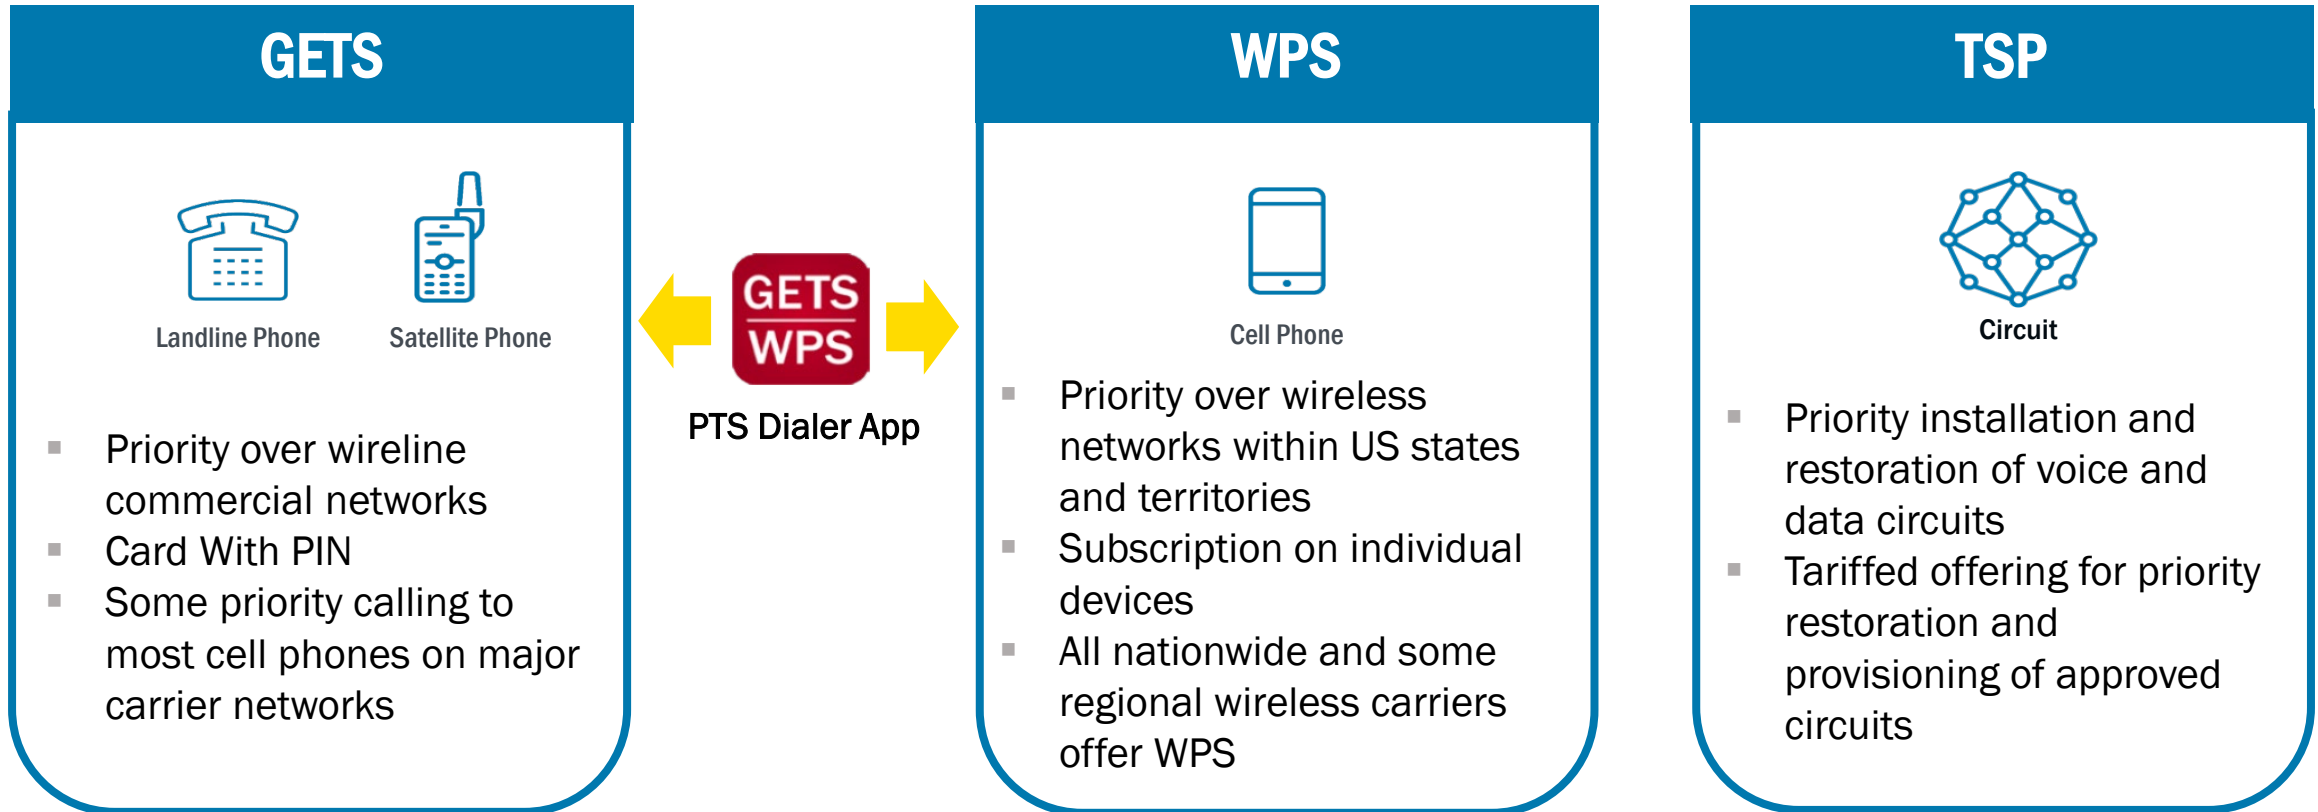 GETS
Landline Phone
Satellite Phone
▪ Priority over wireline
commercial networks
▪ Card With PIN
▪ Some priority calling to
most cell phones on major
carrier networks
GETS
WPS
PTS Dialer App
WPS
Cell Phone
▪ Priority over wireless
networks within US states
and territories
▪ Subscription on individual
devices
▪ All nationwide and some
regional wireless carriers
offer WPS
TSP
Circuit
▪ Priority installation and
restoration of voice and
data circuits
▪ Tariffed offering for priority
restoration and
provisioning of approved
circuits